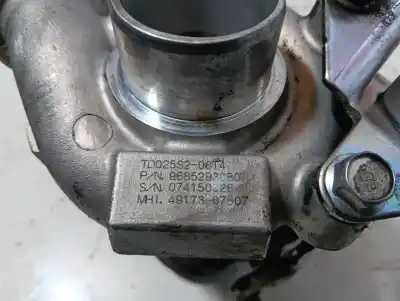 TD025S2-06T4
P/N. 9685293080
S/N. 074150228
MHI. 49173-07507